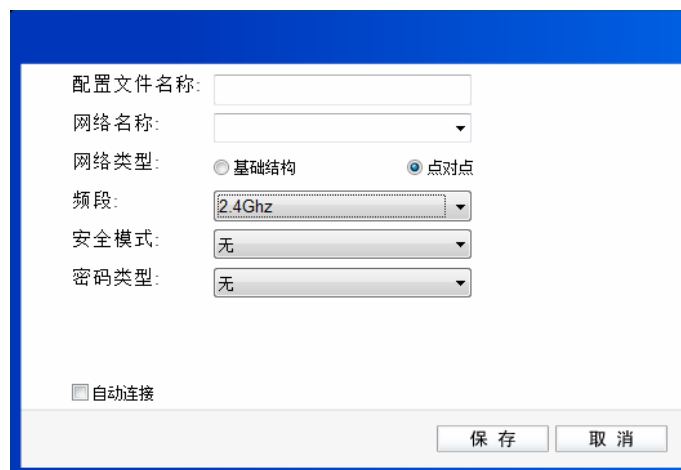 配置文件名称:
网络名称:
网络类型: 基础结构 点对点
频段: 2.4Ghz
安全模式: 无
密码类型: 无
自动连接
保存 取消